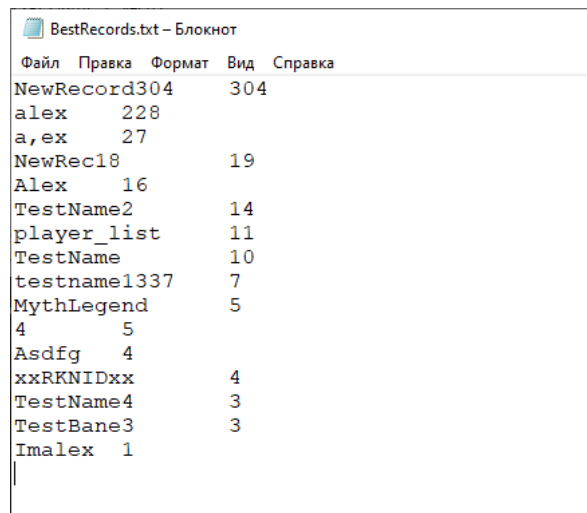 BestRecords.txt – Блокнот
Файл Правка Формат Вид Справка
NewRecord304 304
alex 228
a,ex 27
NewRec18 19
Alex 16
TestName2 14
player_list 11
TestName 10
testname1337 7
MythLegend 5
4 5
Asdfg 4
xxRKNIDxx 4
TestName4 3
TestBane3 3
Imalex 1